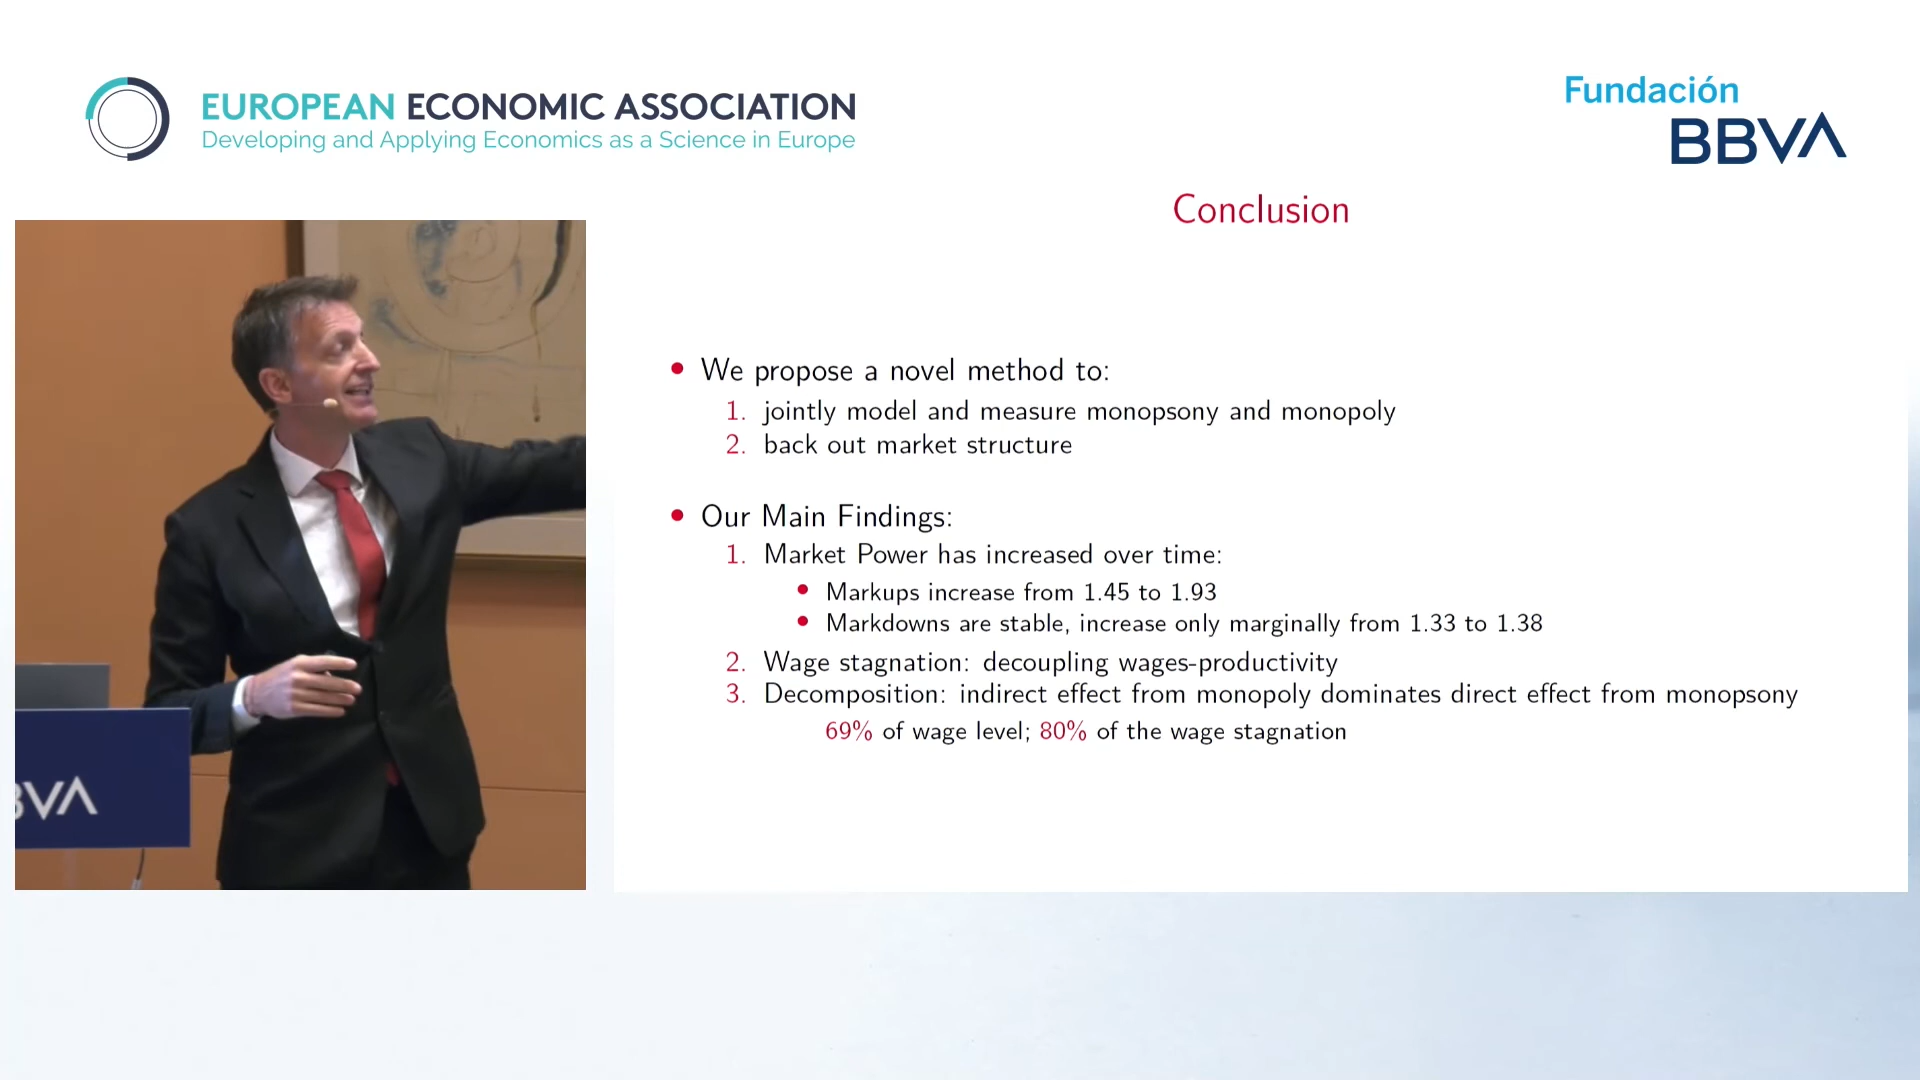 EUROPEAN ECONOMIC ASSOCIATION
Developing and Applying Economics as a Science in Europe
Fundación
BBVA
Conclusion
• We propose a novel method to:
1. jointly model and measure monopsony and monopoly
2. back out market structure
• Our Main Findings:
1. Market Power has increased over time:
• Markups increase from 1.45 to 1.93
• Markdowns are stable, increase only marginally from 1.33 to 1.38
2. Wage stagnation: decoupling wages-productivity
3. Decomposition: indirect effect from monopoly dominates direct effect from monopsony
69% of wage level; 80% of the wage stagnation
BVA